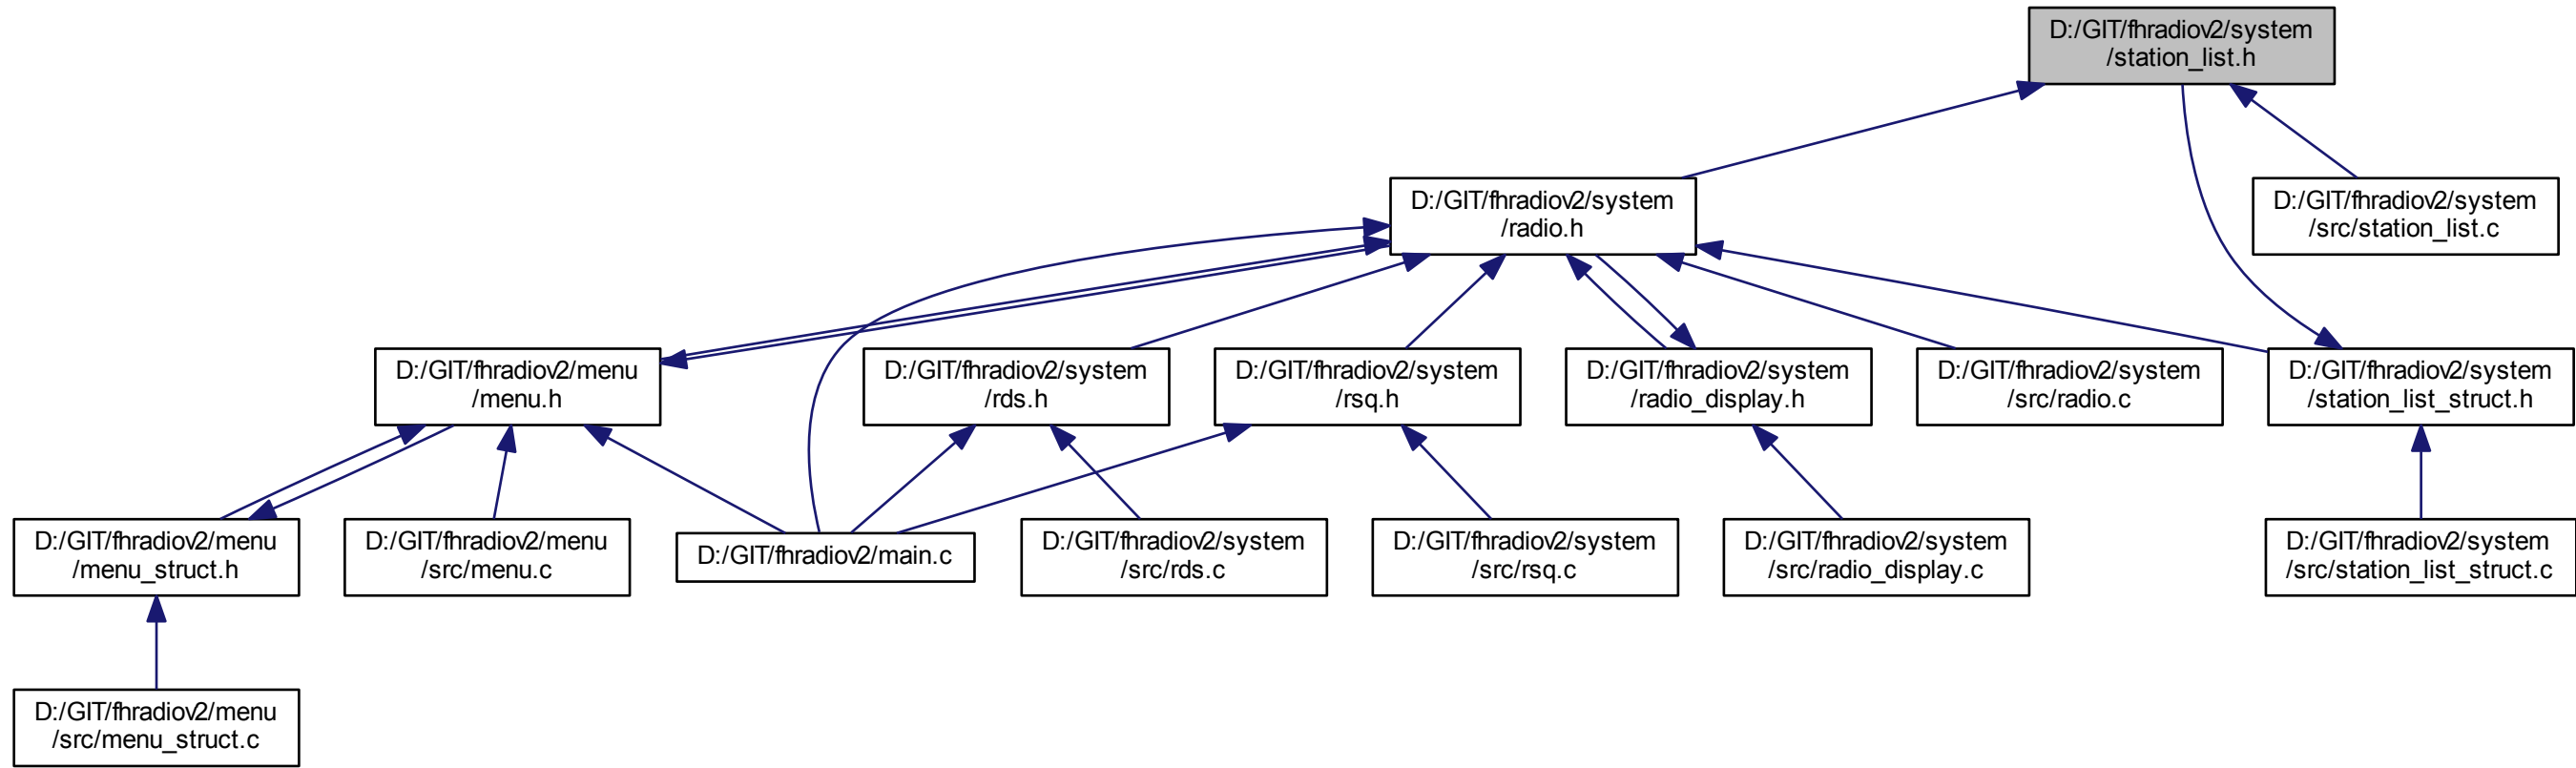 D:/GIT/fhradiov2/system
/station_list.h
D:/GIT/fhradiov2/system
/radio.h
D:/GIT/fhradiov2/system
/src/station_list.c
D:/GIT/fhradiov2/menu
/menu.h
D:/GIT/fhradiov2/system
/rds.h
D:/GIT/fhradiov2/system
/rsq.h
D:/GIT/fhradiov2/system
/radio_display.h
D:/GIT/fhradiov2/system
/src/radio.c
D:/GIT/fhradiov2/system
/station_list_struct.h
D:/GIT/fhradiov2/menu
/menu_struct.h
D:/GIT/fhradiov2/menu
/src/menu.c
D:/GIT/fhradiov2/main.c
D:/GIT/fhradiov2/system
/src/rds.c
D:/GIT/fhradiov2/system
/src/rsq.c
D:/GIT/fhradiov2/system
/src/radio_display.c
D:/GIT/fhradiov2/system
/src/station_list_struct.c
D:/GIT/fhradiov2/menu
/src/menu_struct.c